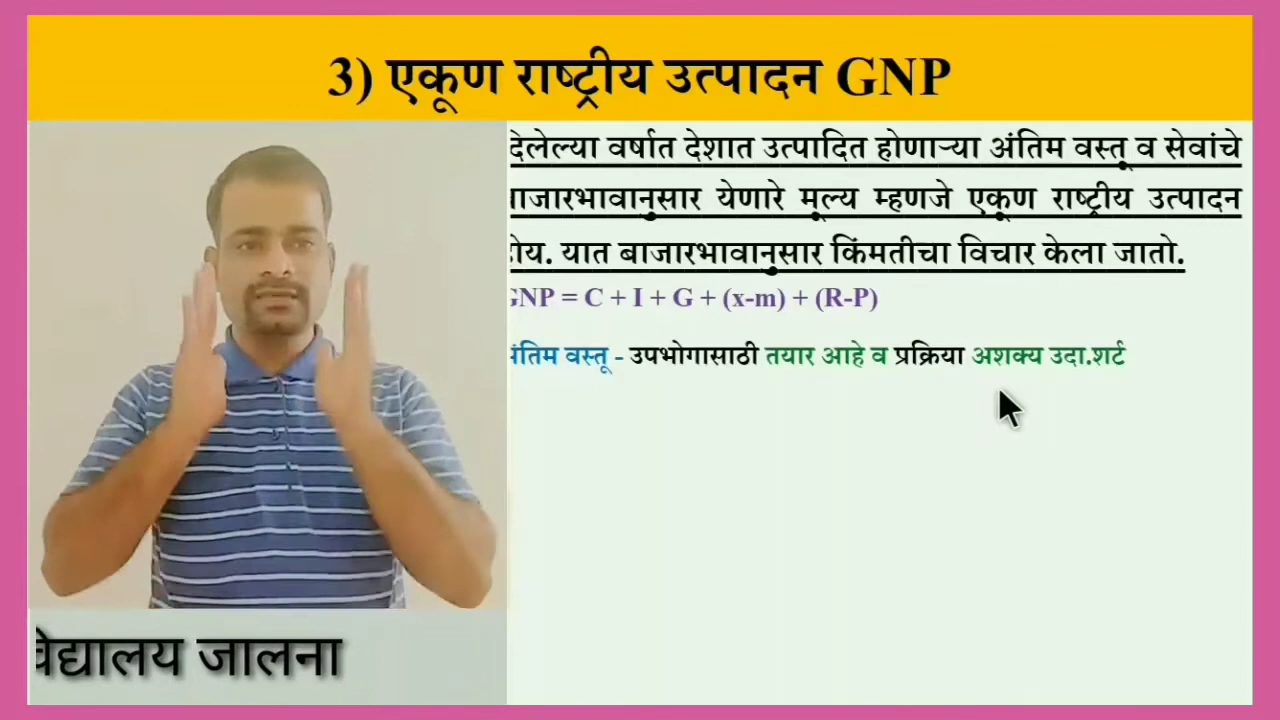 3) एकूण राष्ट्रीय उत्पादन GNP
देलेल्या वर्षात देशात उत्पादित होणाऱ्या अंतिम वस्तू व सेवांचे
बाजारभावानुसार येणारे मूल्य म्हणजे एकूण राष्ट्रीय उत्पादन
होय. यात बाजारभावानुसार किंमतीचा विचार केला जातो.
GNP = C + I + G + (x-m) + (R-P)
अंतिम वस्तू - उपभोगासाठी तयार आहे व प्रक्रिया अशक्य उदा.शर्ट
वेद्यालय जालना